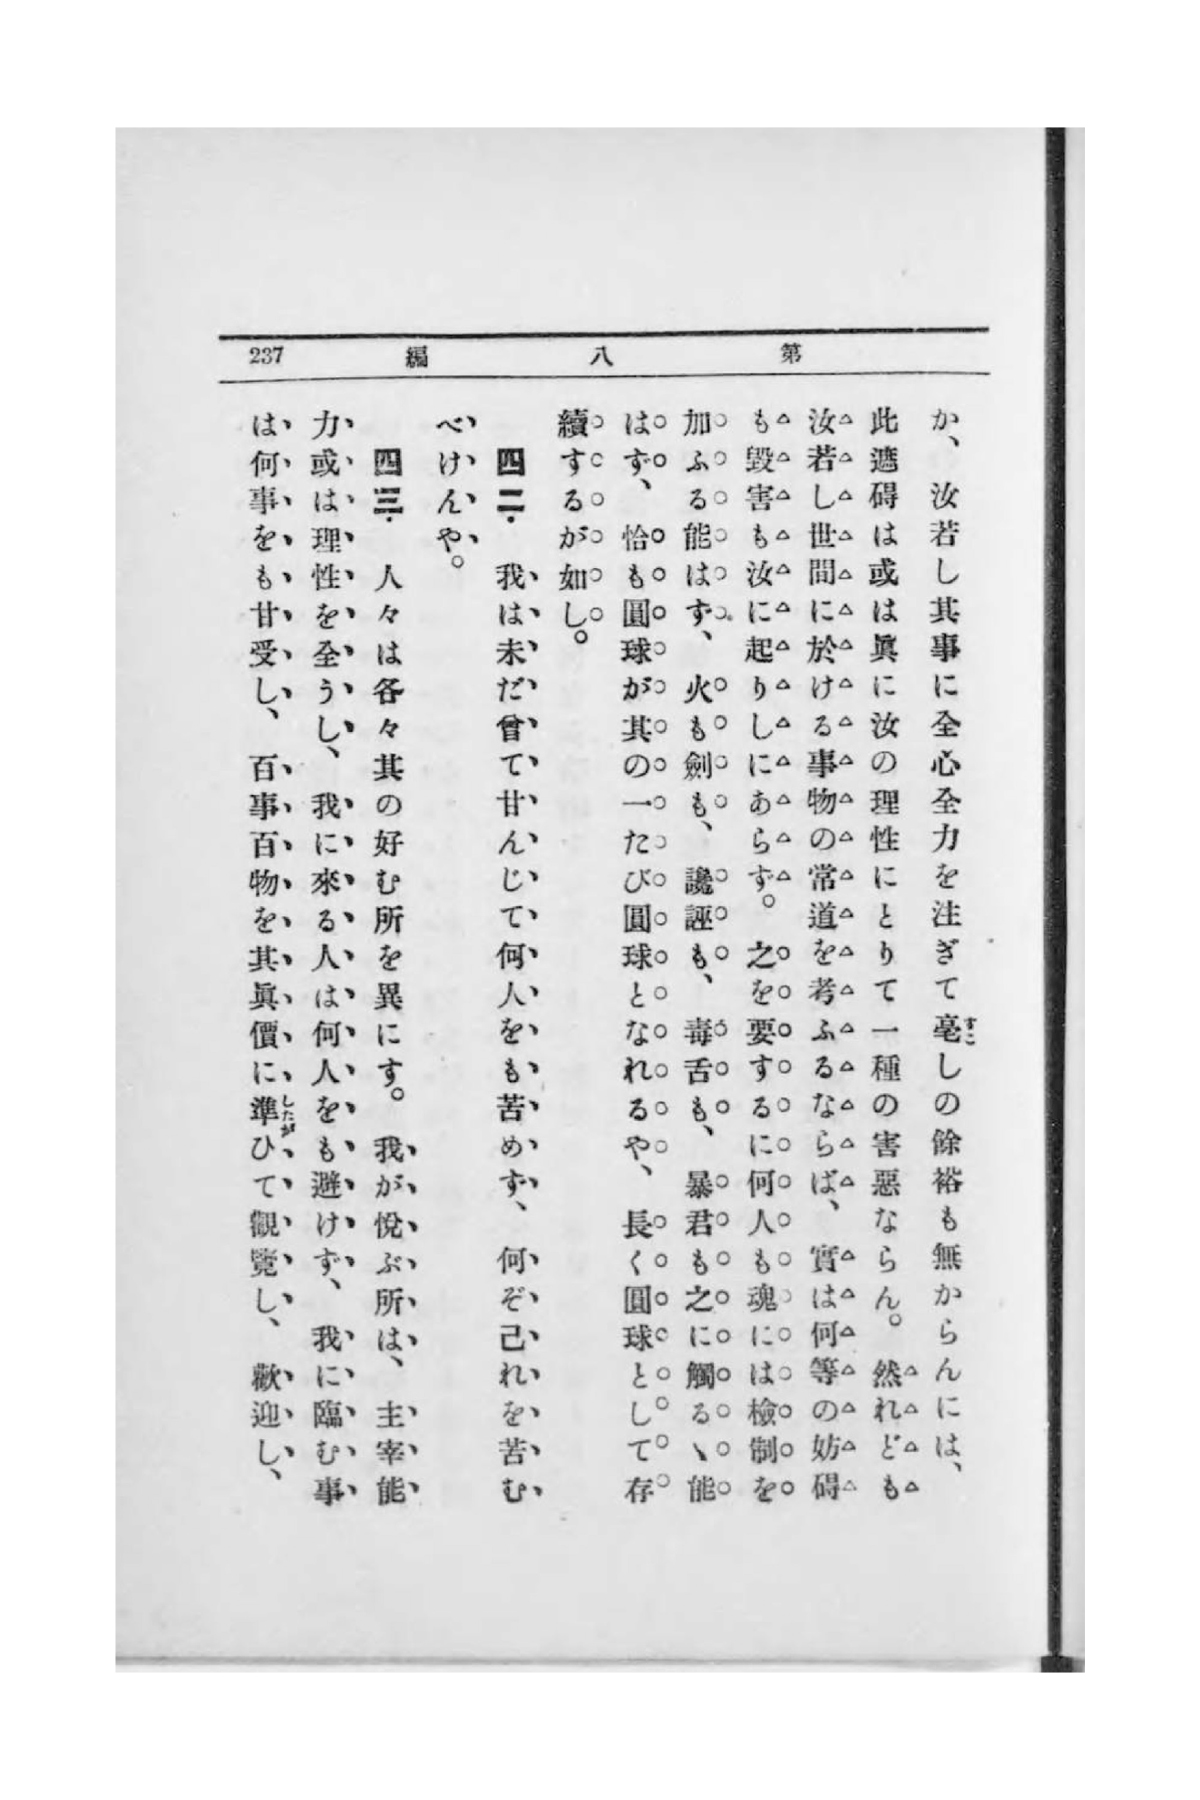 第八編 237
か、汝若し其事に全心全力を注ぎて毫しの餘裕も無からんには、
此遮碍は或は眞に汝の理性にとりて一種の害惡ならん。然れども
汝若し世間に於ける事物の常道を考ふるならば、實は何等の妨碍
も毀害も汝に起りしにあらず。之を要するに何人も魂には檢制を
加ふる能はず、火も劍も、讒誣も、毒舌も、暴君も之に觸るヽ能
はず、恰も圓球が其の一たび圓球となれるや、長く圓球として存
續するが如し。
四二・我は未だ曾て甘んじて何人をも苦めず、何ぞ己れを苦む
べけんや。
四三・人々は各々其の好む所を異にす。我が悅ぶ所は、主宰能
力或は理性を全うし、我に來る人は何人をも避けず、我に臨む事
は何事をも甘受し、百事百物を其眞價に準ひて觀覽し、歡迎し、